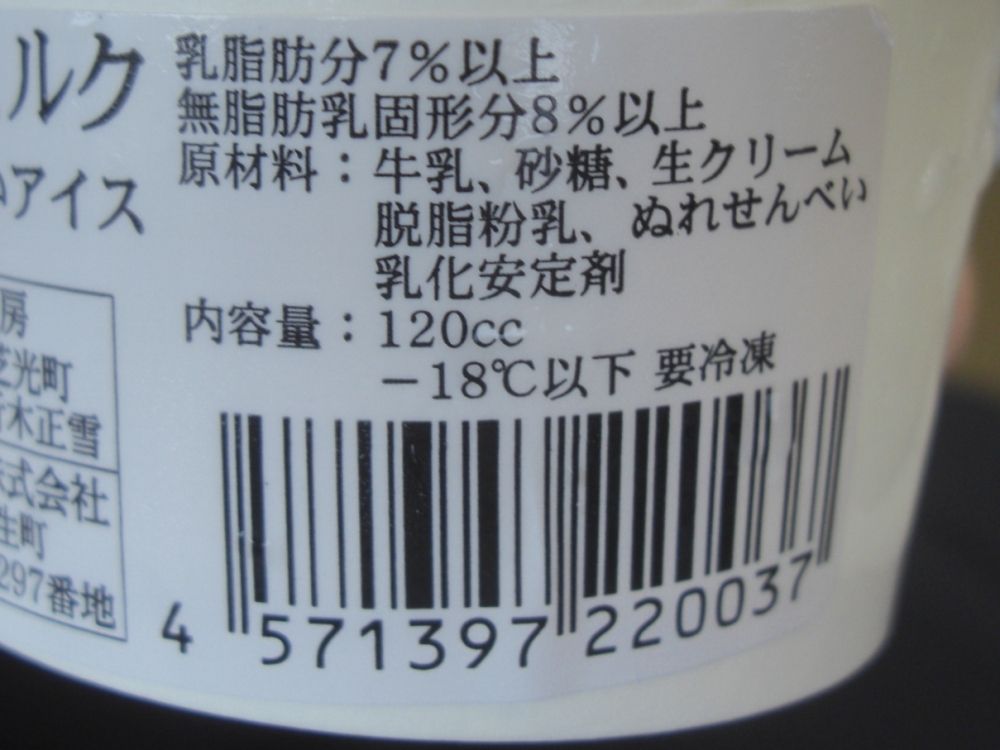 ルク
アイス
乳脂肪分7%以上
無脂肪乳固形分8%以上
原材料：牛乳、砂糖、生クリーム
脱脂粉乳、ぬれせんべい
乳化安定剤
内容量：120cc
−18℃以下 要冷凍
房
芝光町
木正雪
株式会社
生町
297番地
4 571397 220037